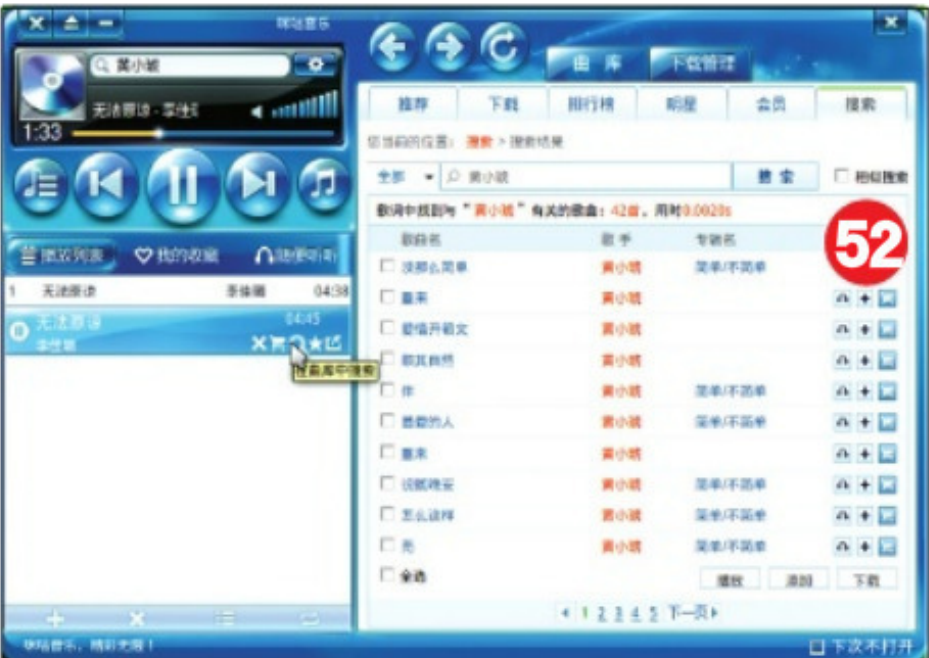 咪咕音乐
黄小琥
无法原谅 - 李佳
1:33
播放列表 我的收藏 随便听听
1 无法原谅 李佳璐 04:38
无法原谅 04:45
李佳璐
在曲库中搜索
咪咕音乐，精彩无限！
曲 库 下载管理
推荐 下载 排行榜 明星 会员 搜索
您当前的位置： 搜索 > 搜索结果
全部 黄小琥 搜 索 相似搜索
歌词中找到与 " 黄小琥 " 有关的歌曲：42首，用时0.0020s
歌曲名 歌手 专辑名
52
没那么简单 黄小琥 简单/不简单
重来 黄小琥
爱情开罐文 黄小琥
顺其自然 黄小琥
伴 黄小琥 简单/不简单
重要的人 黄小琥 简单/不简单
重来 黄小琥
说抱晚安 黄小琥 简单/不简单
怎么这样 黄小琥 简单/不简单
壳 黄小琥 简单/不简单
全选 播放 添加 下载
1 2 3 4 5 下一页
下次不打开